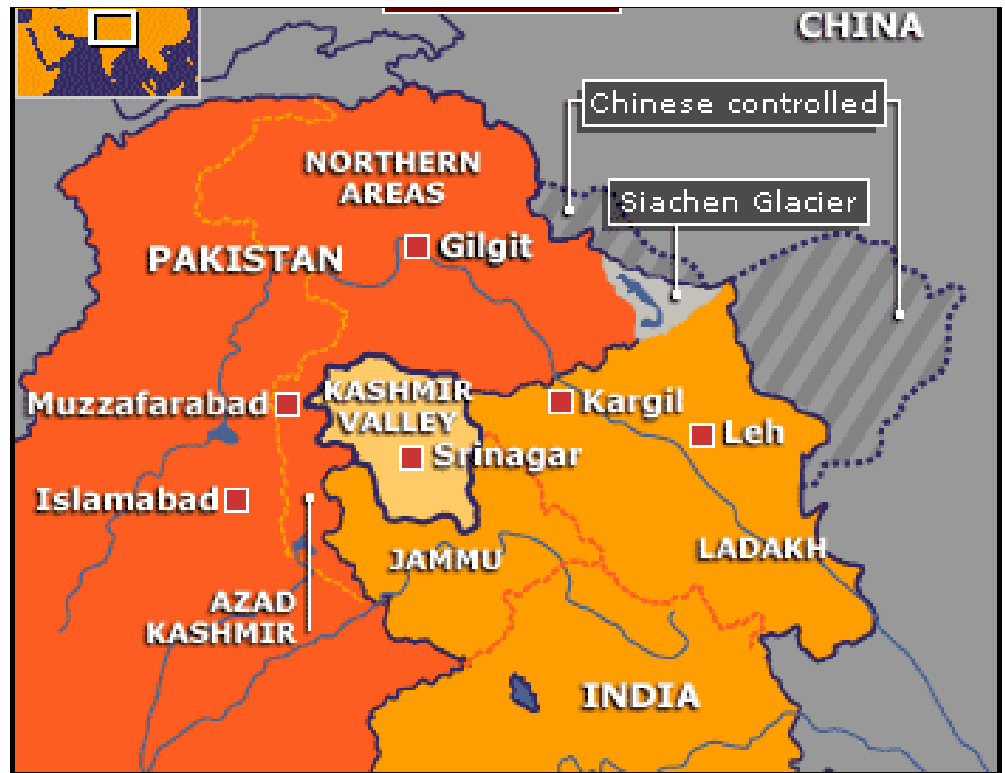 CHINA
Chinese controlled
NORTHERN
AREAS
Siachen Glacier
PAKISTAN
Gilgit
KASHMIR
VALLEY
Muzzafarabad
Kargil
Leh
Srinagar
Islamabad
JAMMU
LADAKH
AZAD
KASHMIR
INDIA